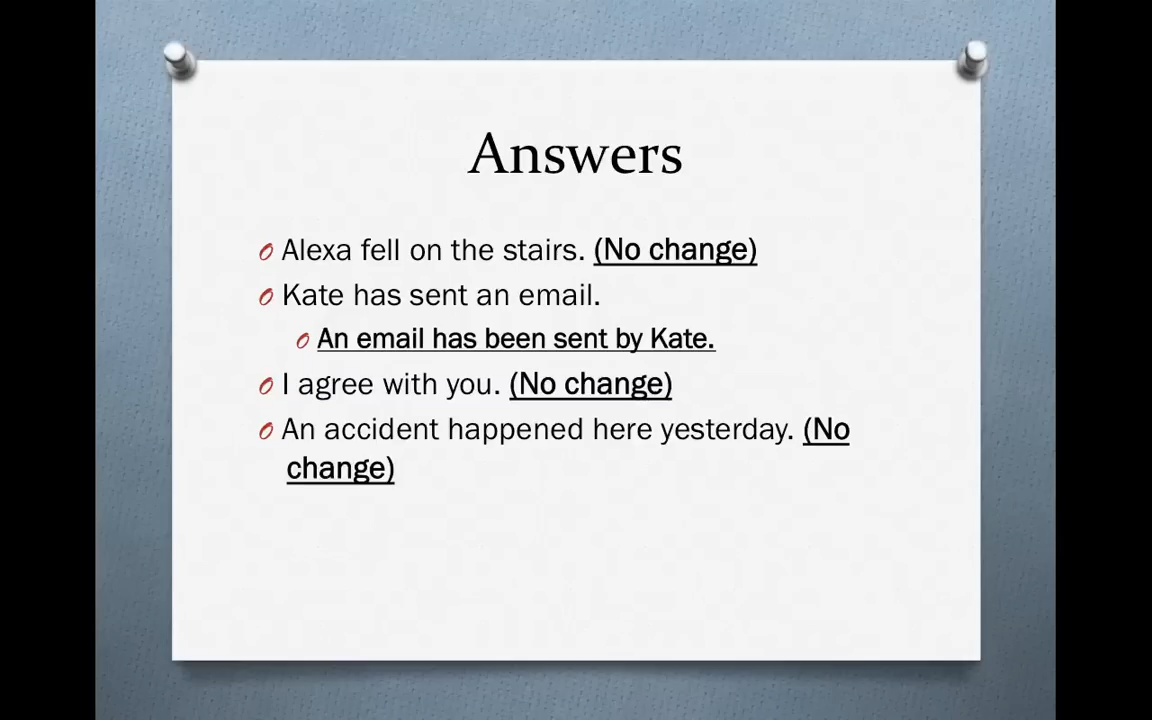 Answers
Alexa fell on the stairs. (No change)
Kate has sent an email.
An email has been sent by Kate.
I agree with you. (No change)
An accident happened here yesterday. (No
change)